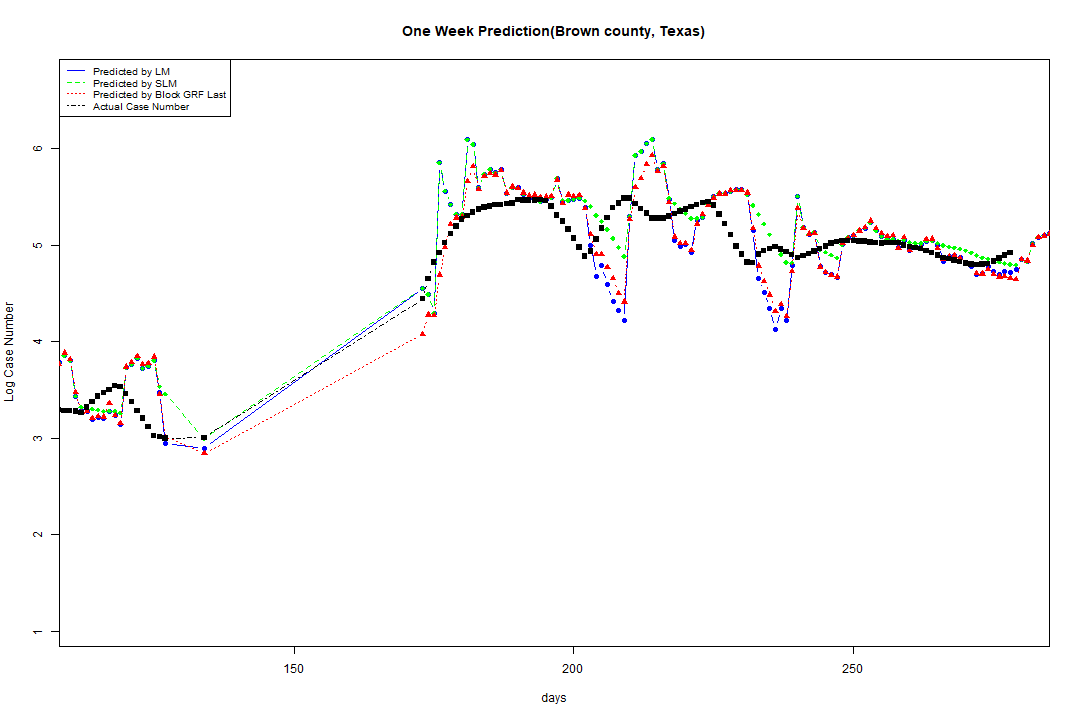 One Week Prediction(Brown county, Texas)
Predicted by LM
Predicted by SLM
Predicted by Block GRF Last
Actual Case Number
6
5
4
3
2
1
Log Case Number
150
200
250
days